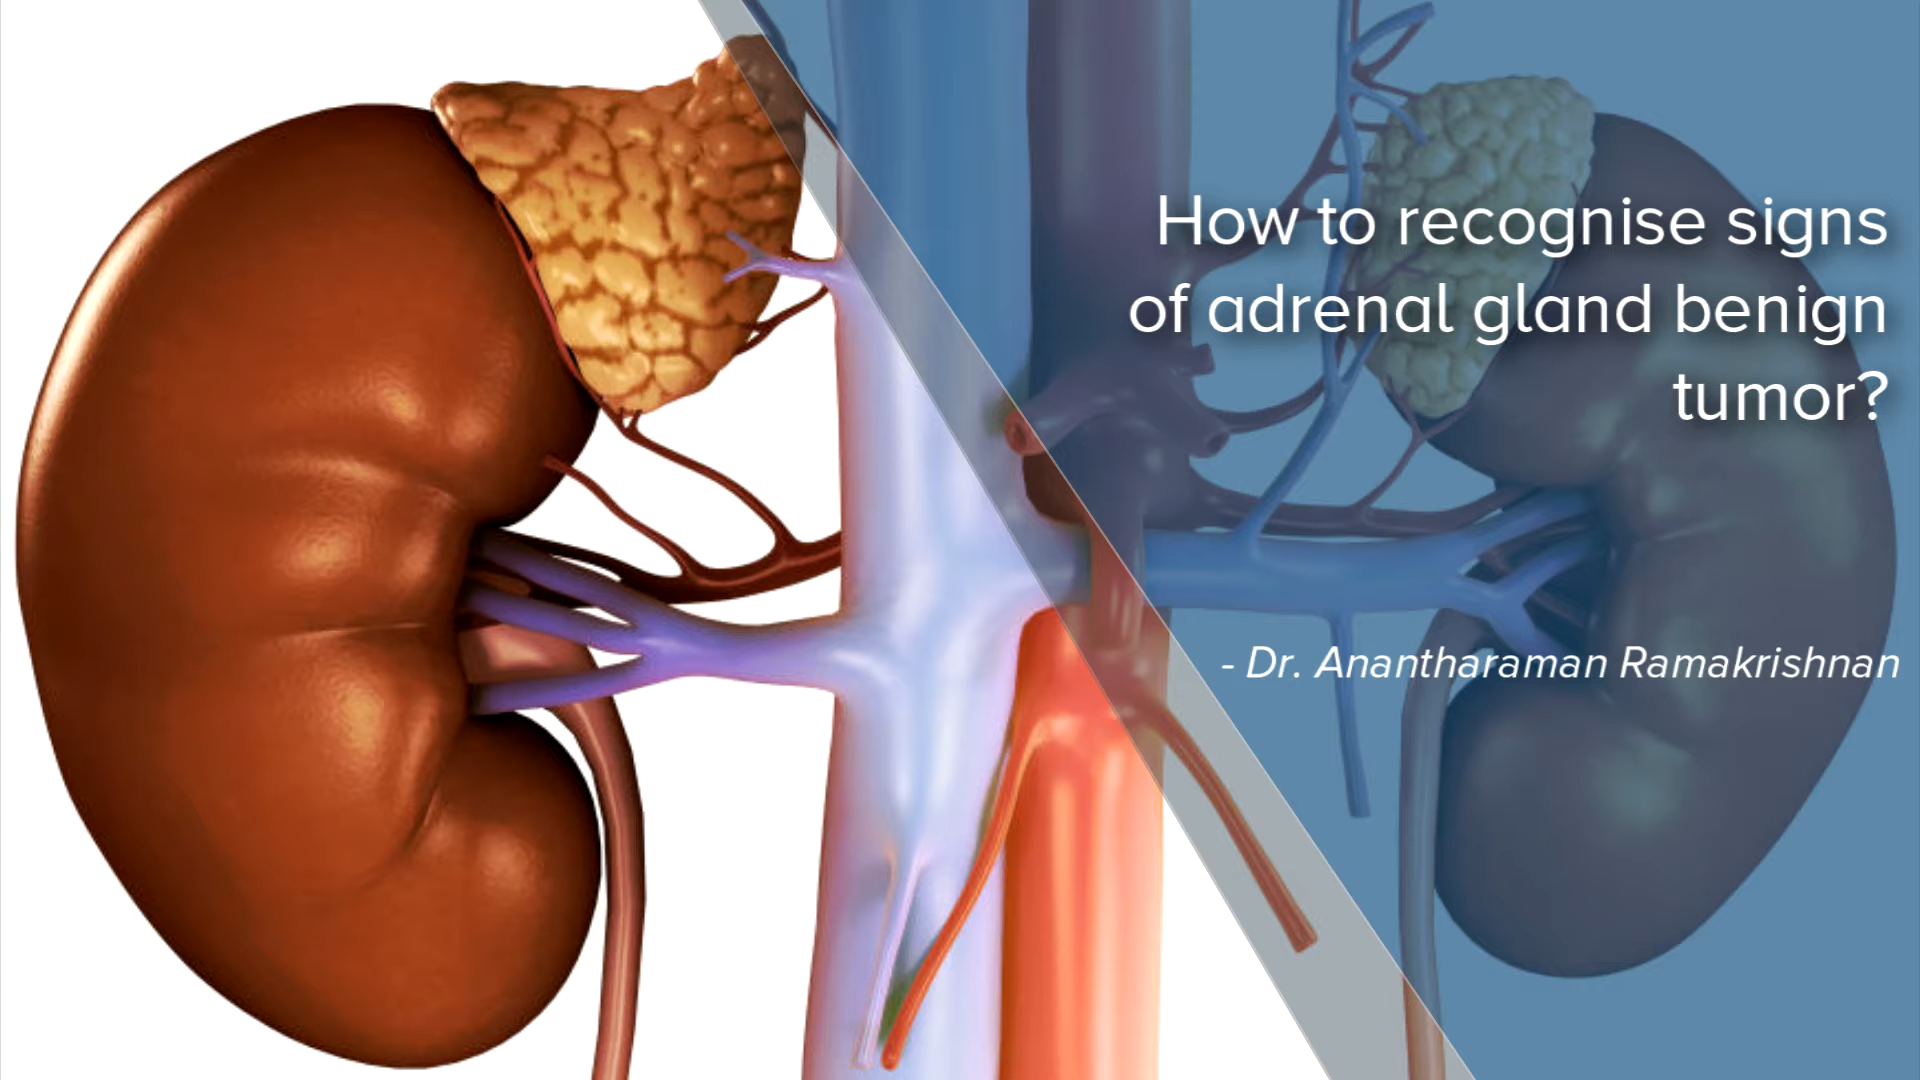 How to recognise signs
of adrenal gland benign
tumor?
- Dr. Anantharaman Ramakrishnan